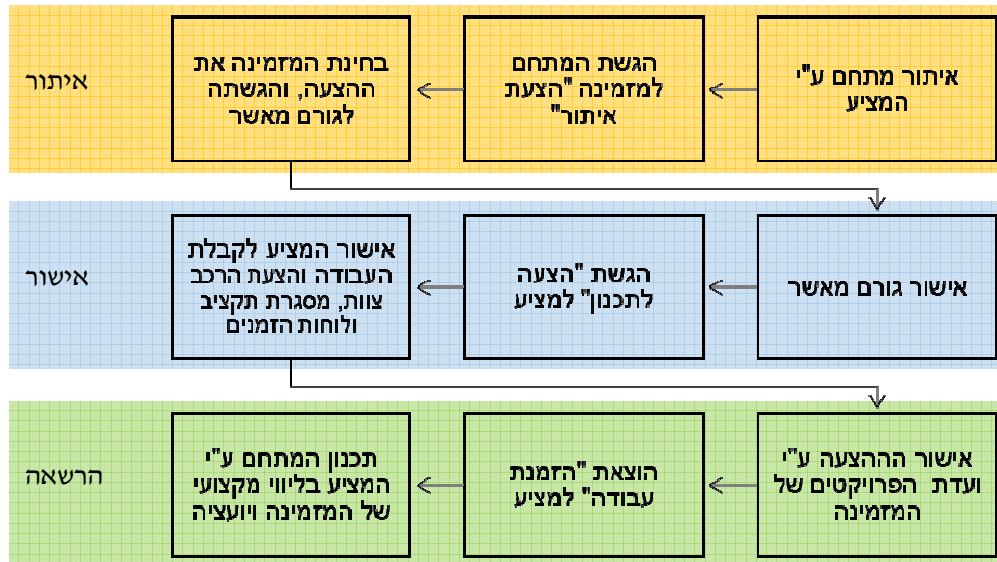 איתור
איתור מתחם ע"י
המציע
הגשת המתחם
למזמינה "הצעת
איתור"
בחינת המזמינה את
ההצעה, והגשתה
לגורם מאשר
אישור
אישור גורם מאשר
הגשת "הצעה
לתכנון" למציע
אישור המציע לקבלת
העבודה והצעת הרכב
צוות, מסגרת תקציב
ולוחות הזמנים
הרשאה
אישור הההצעה ע"י
ועדת הפרויקטים של
המזמינה
הוצאת "הזמנת
עבודה" למציע
תכנון המתחם ע"י
המציע בליווי מקצועי
של המזמינה ויועציה